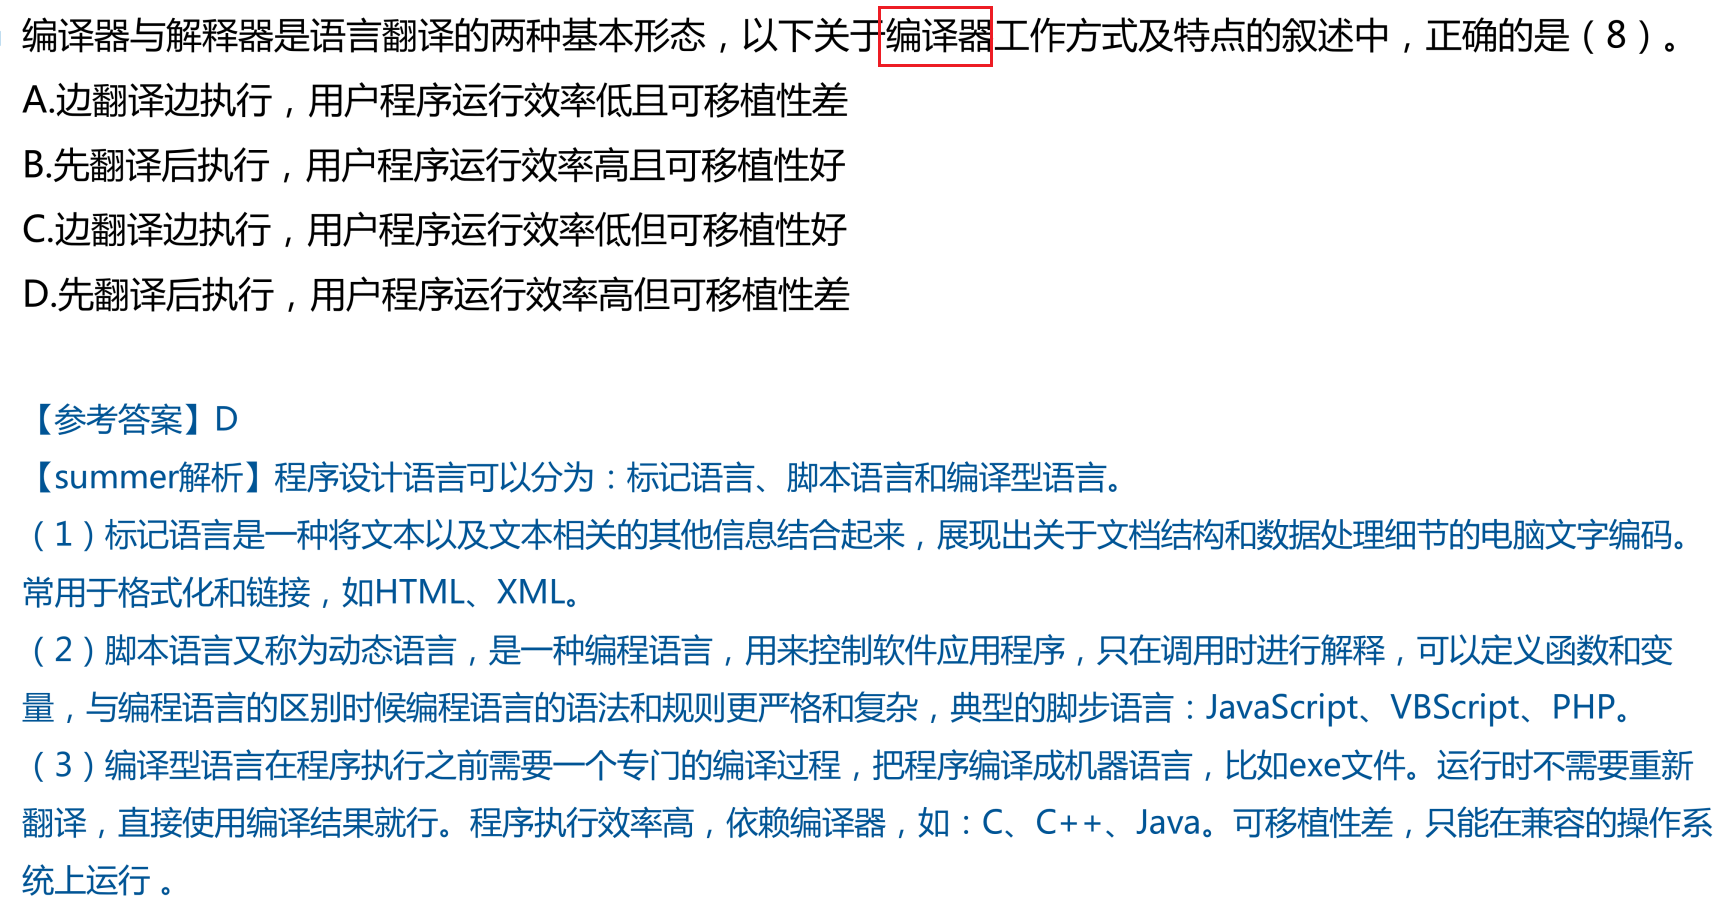 编译器与解释器是语言翻译的两种基本形态，以下关于编译器工作方式及特点的叙述中，正确的是（8）。
A.边翻译边执行，用户程序运行效率低且可移植性差
B.先翻译后执行，用户程序运行效率高且可移植性好
C.边翻译边执行，用户程序运行效率低但可移植性好
D.先翻译后执行，用户程序运行效率高但可移植性差
【参考答案】D
【summer解析】程序设计语言可以分为：标记语言、脚本语言和编译型语言。
（1）标记语言是一种将文本以及文本相关的其他信息结合起来，展现出关于文档结构和数据处理细节的电脑文字编码。
常用于格式化和链接，如HTML、XML。
（2）脚本语言又称为动态语言，是一种编程语言，用来控制软件应用程序，只在调用时进行解释，可以定义函数和变
量，与编程语言的区别时候编程语言的语法和规则更严格和复杂，典型的脚步语言：JavaScript、VBScript、PHP。
（3）编译型语言在程序执行之前需要一个专门的编译过程，把程序编译成机器语言，比如exe文件。运行时不需要重新
翻译，直接使用编译结果就行。程序执行效率高，依赖编译器，如：C、C++、Java。可移植性差，只能在兼容的操作系
统上运行 。